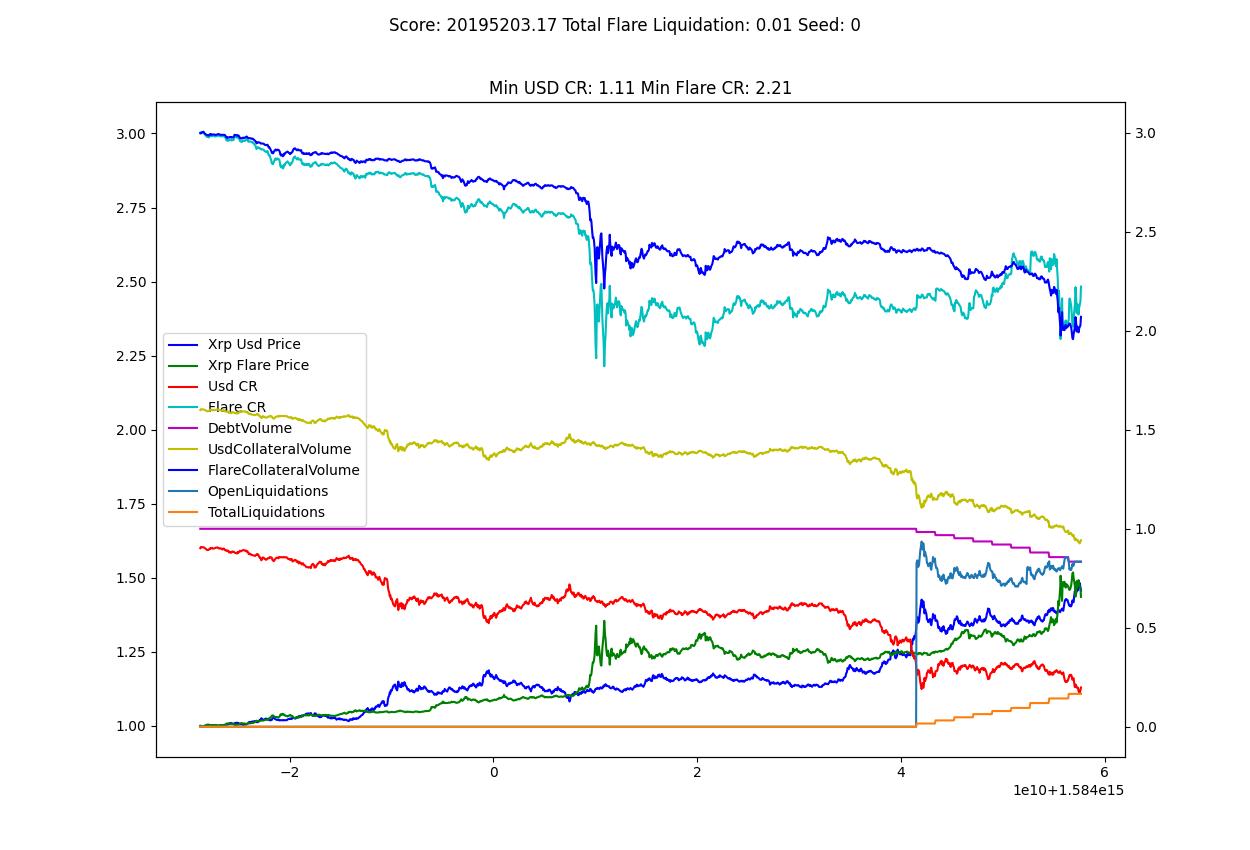 Score: 20195203.17 Total Flare Liquidation: 0.01 Seed: 0
Min USD CR: 1.11 Min Flare CR: 2.21
3.00
2.75
2.50
2.25
2.00
1.75
1.50
1.25
1.00
Xrp Usd Price
Xrp Flare Price
Usd CR
Flare CR
DebtVolume
UsdCollateralVolume
FlareCollateralVolume
OpenLiquidations
TotalLiquidations
3.0
2.5
2.0
1.5
1.0
0.5
0.0
−2 0 2 4 6
1e10+1.584e15